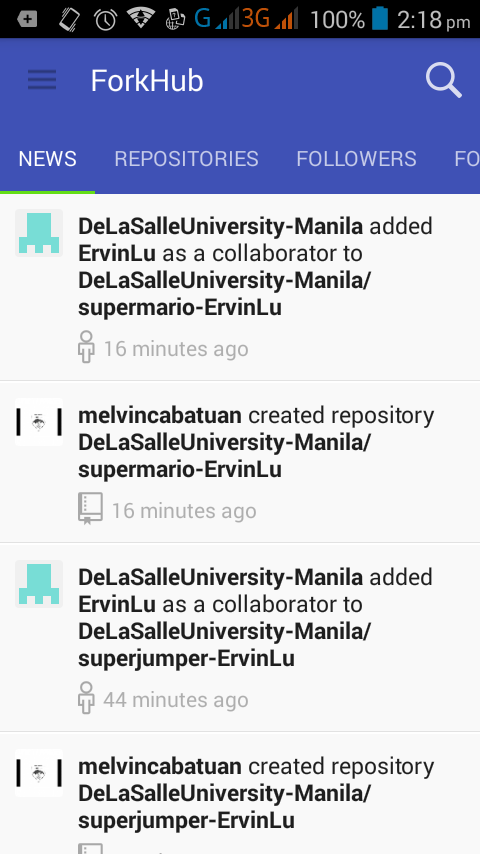 G 3G 100% 2:18 pm
ForkHub
NEWS REPOSITORIES FOLLOWERS FO
DeLaSalleUniversity-Manila added
ErvinLu as a collaborator to
DeLaSalleUniversity-Manila/
supermario-ErvinLu
16 minutes ago
melvincabatuan created repository
DeLaSalleUniversity-Manila/
supermario-ErvinLu
16 minutes ago
DeLaSalleUniversity-Manila added
ErvinLu as a collaborator to
DeLaSalleUniversity-Manila/
superjumper-ErvinLu
44 minutes ago
melvincabatuan created repository
DeLaSalleUniversity-Manila/
superjumper-ErvinLu